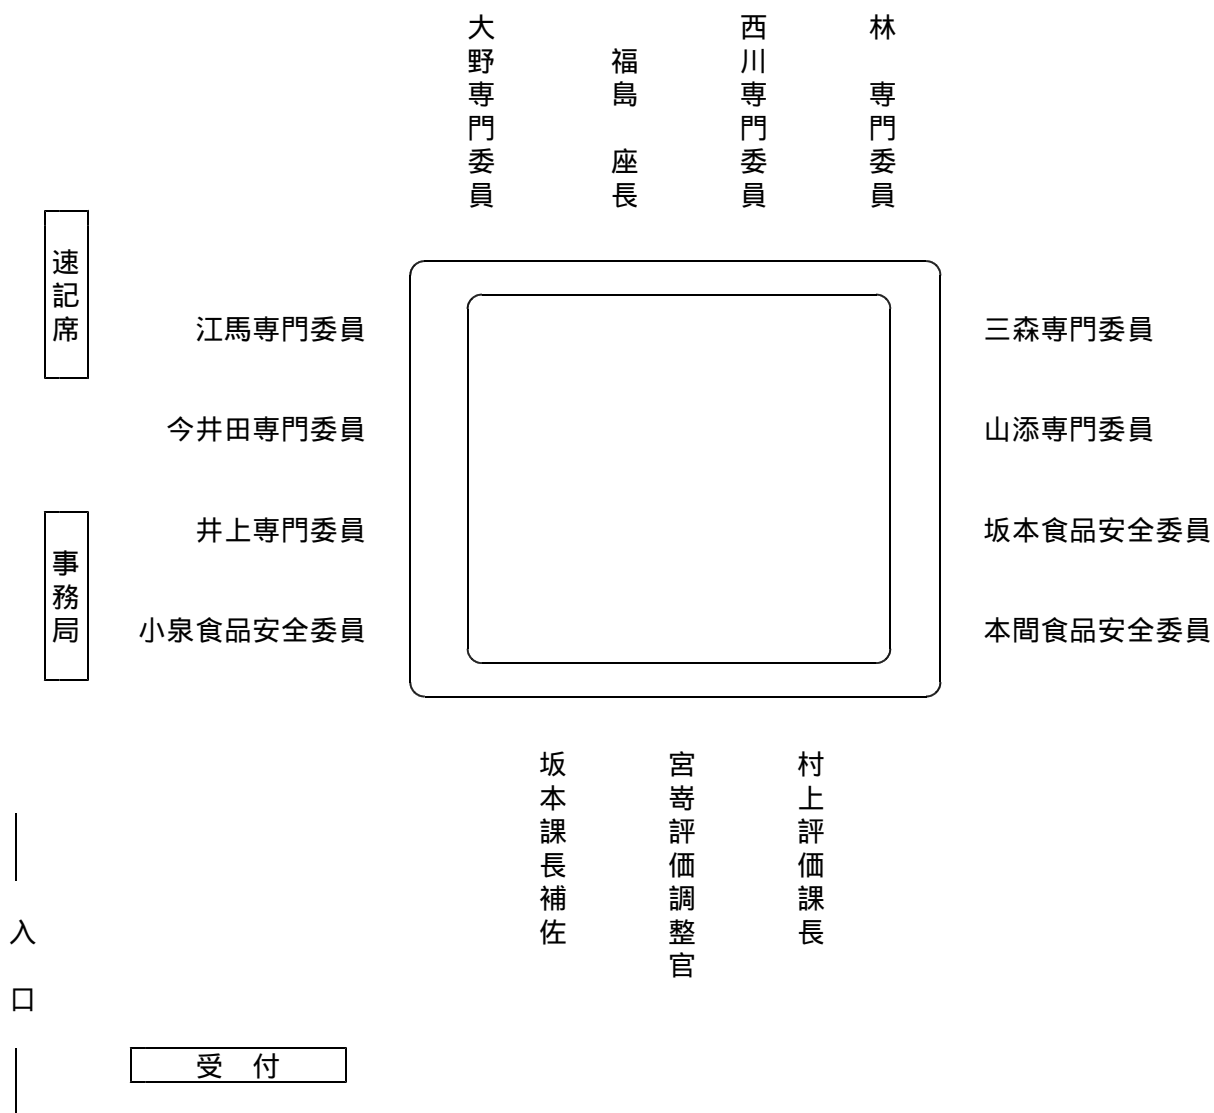 大野専門委員
福島　座長
西川専門委員
林　専門委員
速記席
江馬専門委員
三森専門委員
今井田専門委員
山添専門委員
事務局
井上専門委員
坂本食品安全委員
小泉食品安全委員
本間食品安全委員
坂本課長補佐
宮嵜評価調整官
村上評価課長
入　口
受　付